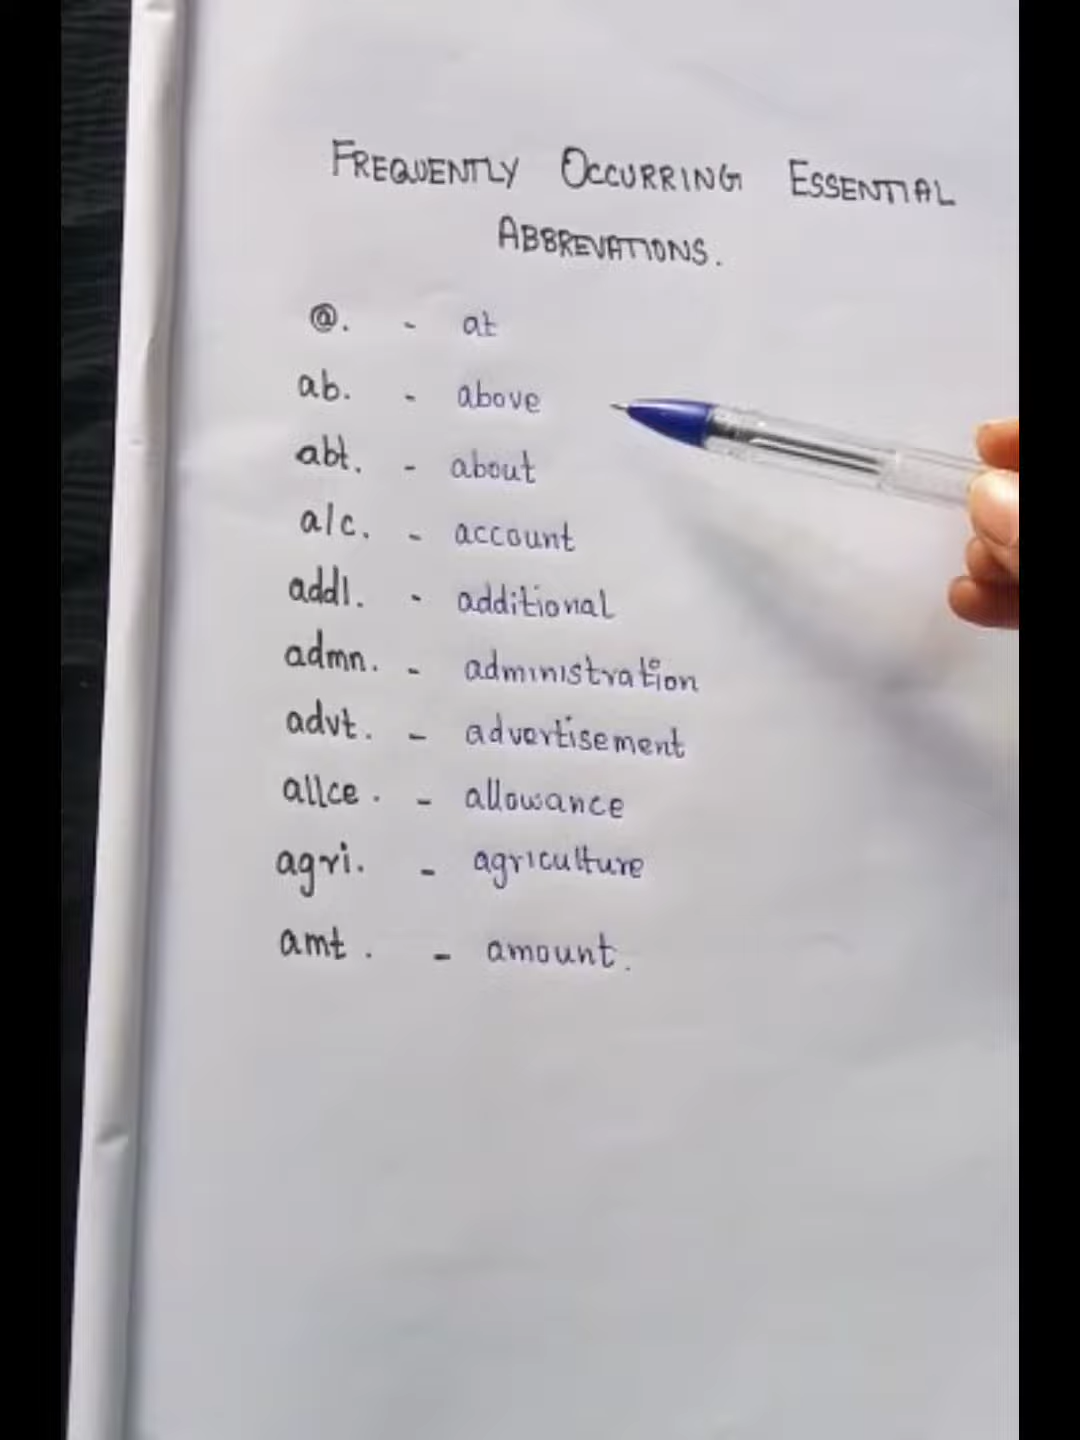 FREQUENTLY OCCURRING ESSENTIAL
ABBREVATIONS.
@. - at
ab. - above
abt. - about
a/c. - account
addl. - additional
admn. - administration
advt. - advertisement
allce. - allowance
agri. - agriculture
amt. - amount.